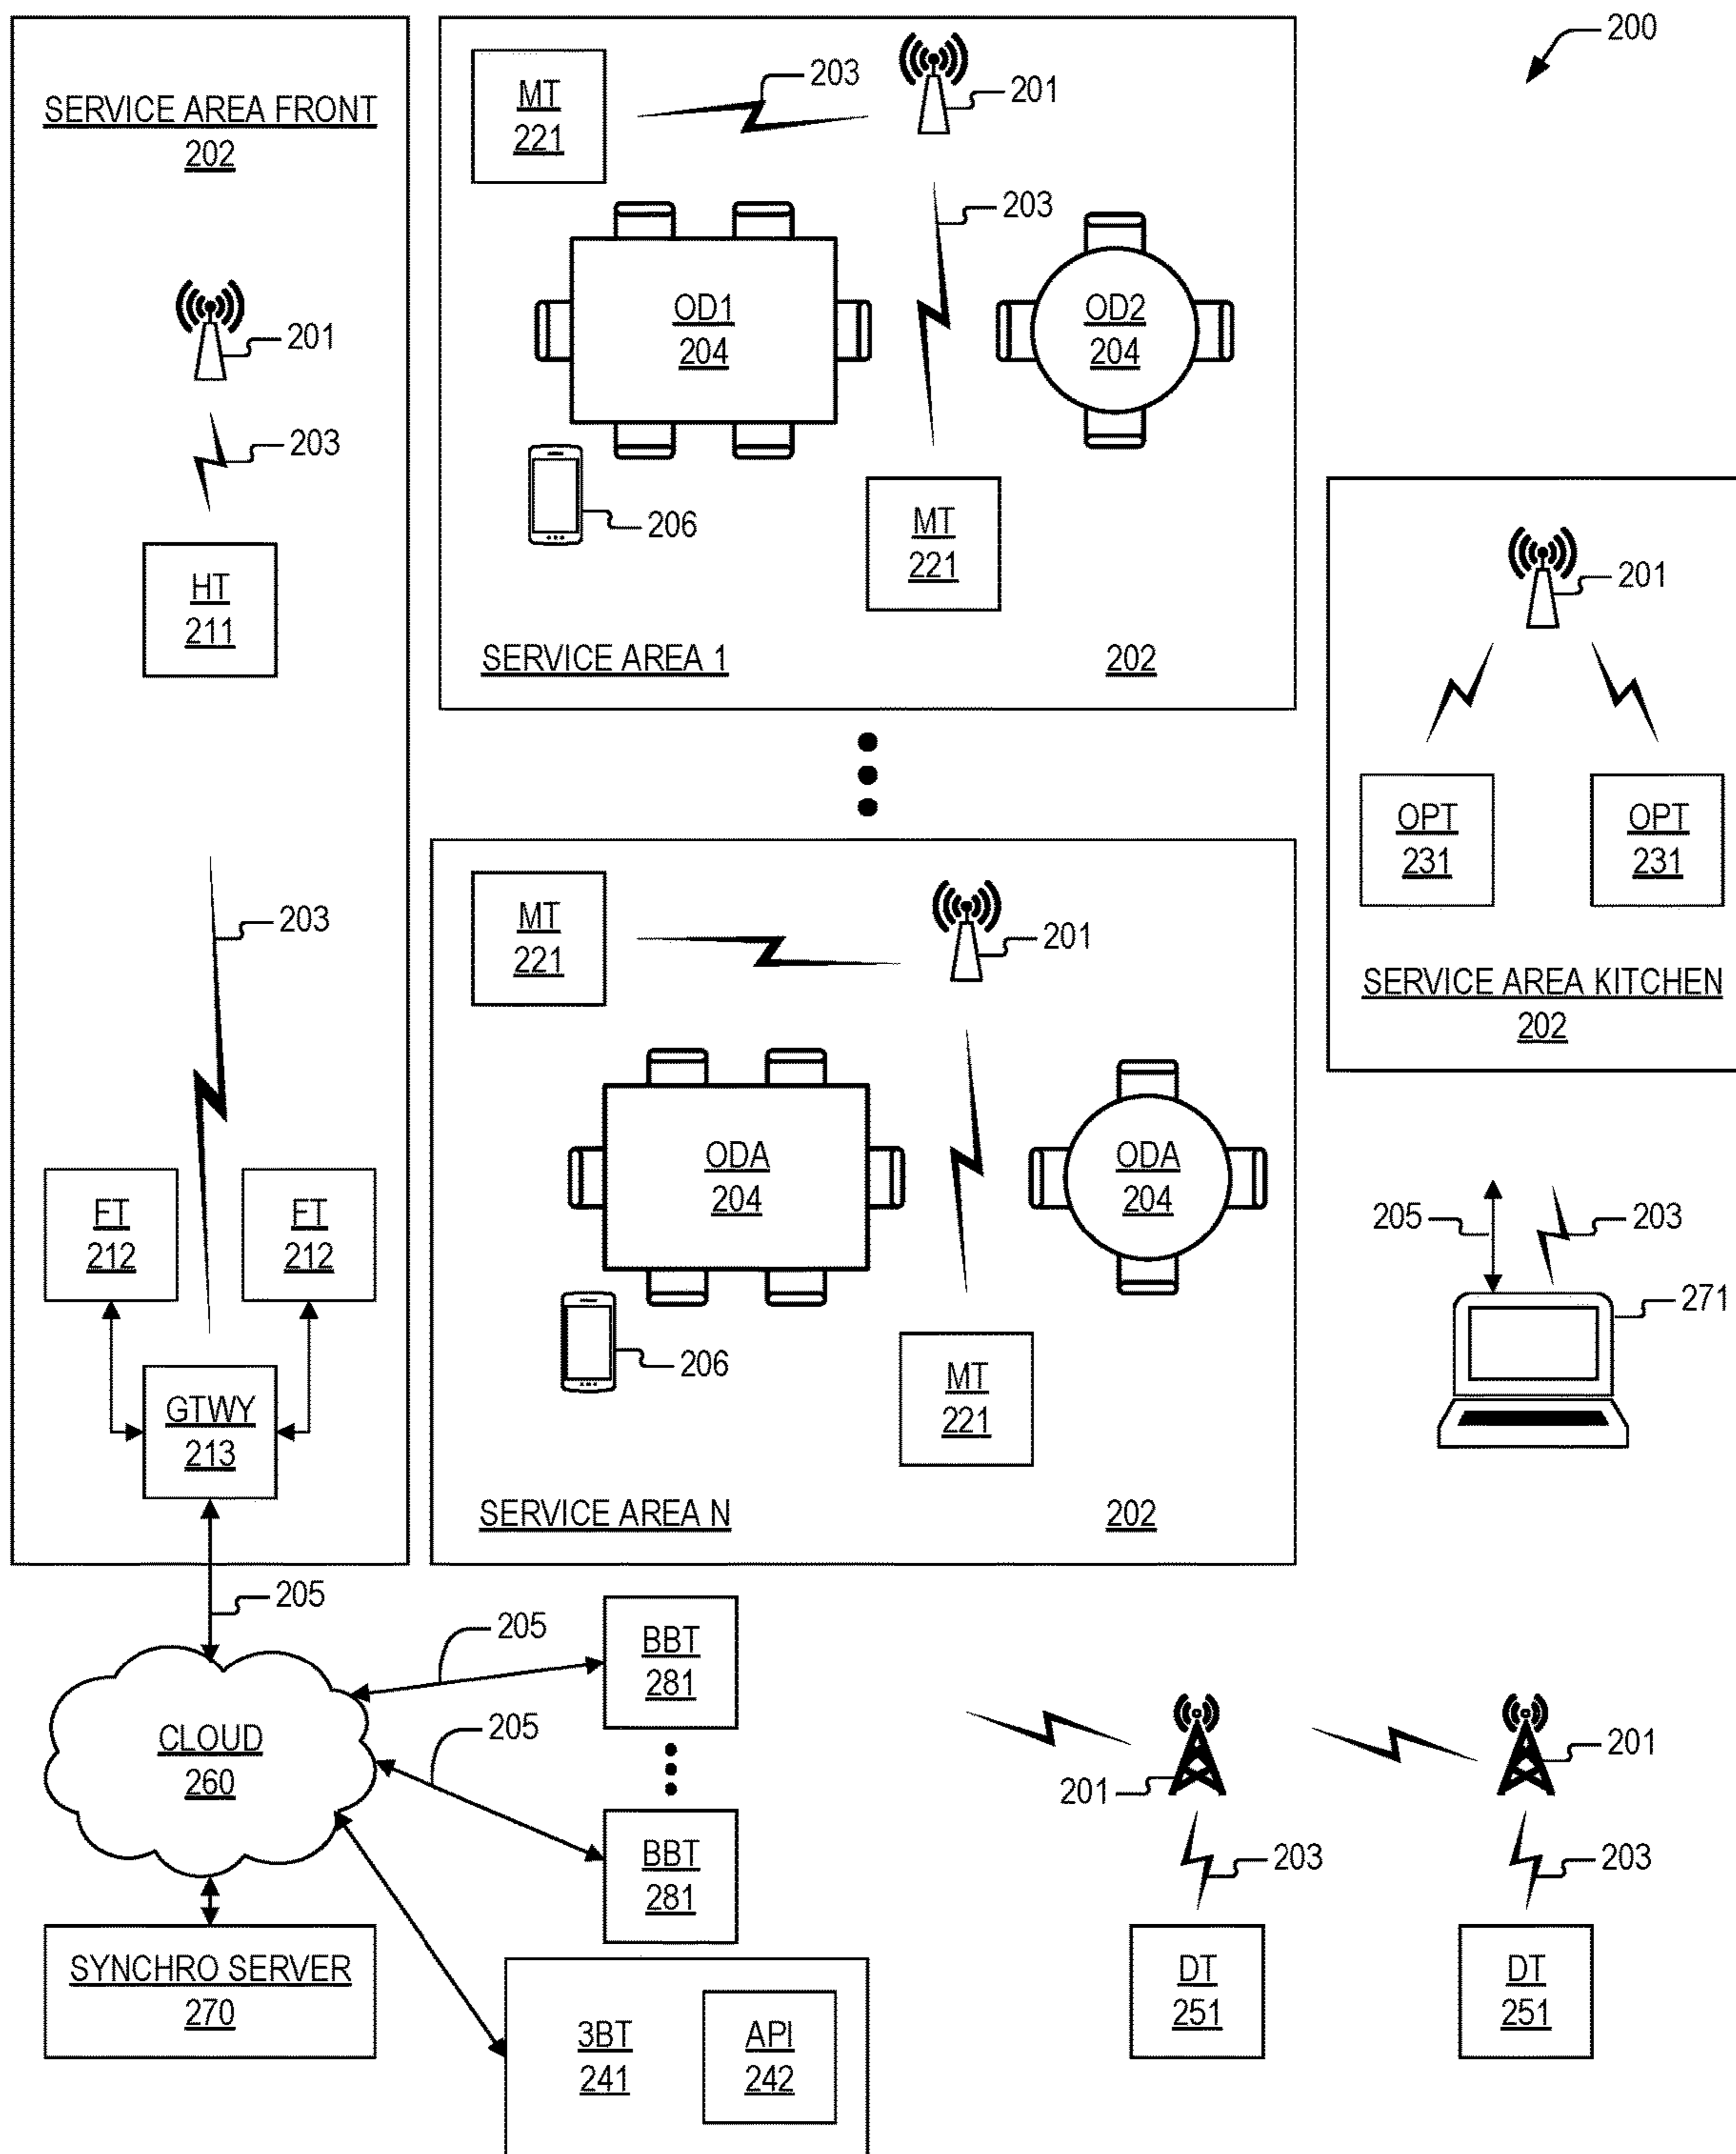 200
SERVICE AREA FRONT
202
201
203
HT
211
203
FT
212
FT
212
GTWY
213
205
MT
221
203
201
203
OD1
204
OD2
204
206
MT
221
SERVICE AREA 1
202
MT
221
201
ODA
204
ODA
204
206
MT
221
SERVICE AREA N
202
201
OPT
231
OPT
231
SERVICE AREA KITCHEN
202
205
203
271
CLOUD
260
205
BBT
281
205
BBT
281
SYNCHRO SERVER
270
3BT
241
API
242
201
201
203
203
DT
251
DT
251